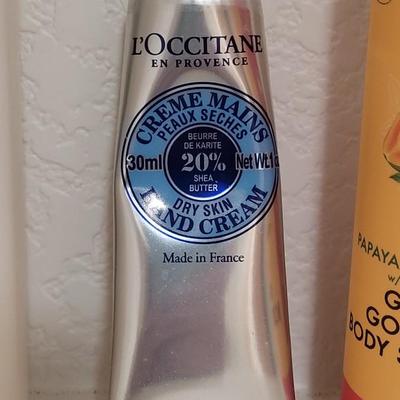 L'OCCITANE
EN PROVENCE
CREME MAINS
PEAUX SECHES
BEURRE
DE KARITE
30ml 20% Net Wt.
SHEA
BUTTER
DRY SKIN
HAND CREAM
Made in France
PAPAYA
w/
BODY